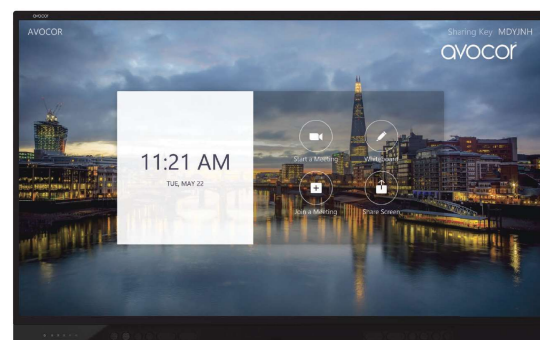 avocor
AVOCOR
Sharing Key MDYJNH
avocor
11:21 AM
TUE, MAY 22
Start a Meeting
Whiteboard
Join a Meeting
Share Screen